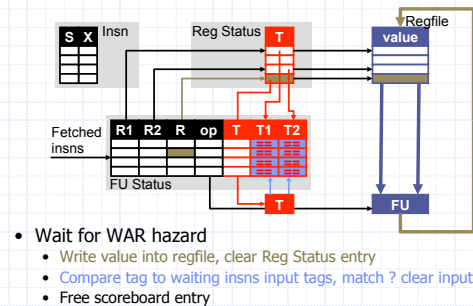 Regfile
Insn
S X
Reg Status
T
value
Fetched
insns
R1 R2 R op T T1 T2
== ==
== ==
== ==
== ==
FU Status
T
FU
• Wait for WAR hazard
• Write value into regfile, clear Reg Status entry
• Compare tag to waiting insns input tags, match ? clear input
• Free scoreboard entry